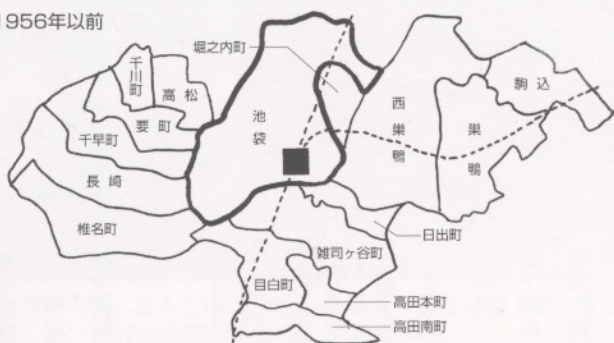 1956年以前
堀之内町
千川町
高松
要町
千早町
長崎
椎名町
池袋
西巣鴨
巣鴨
駒込
日出町
雑司ヶ谷町
目白町
高田本町
高田南町